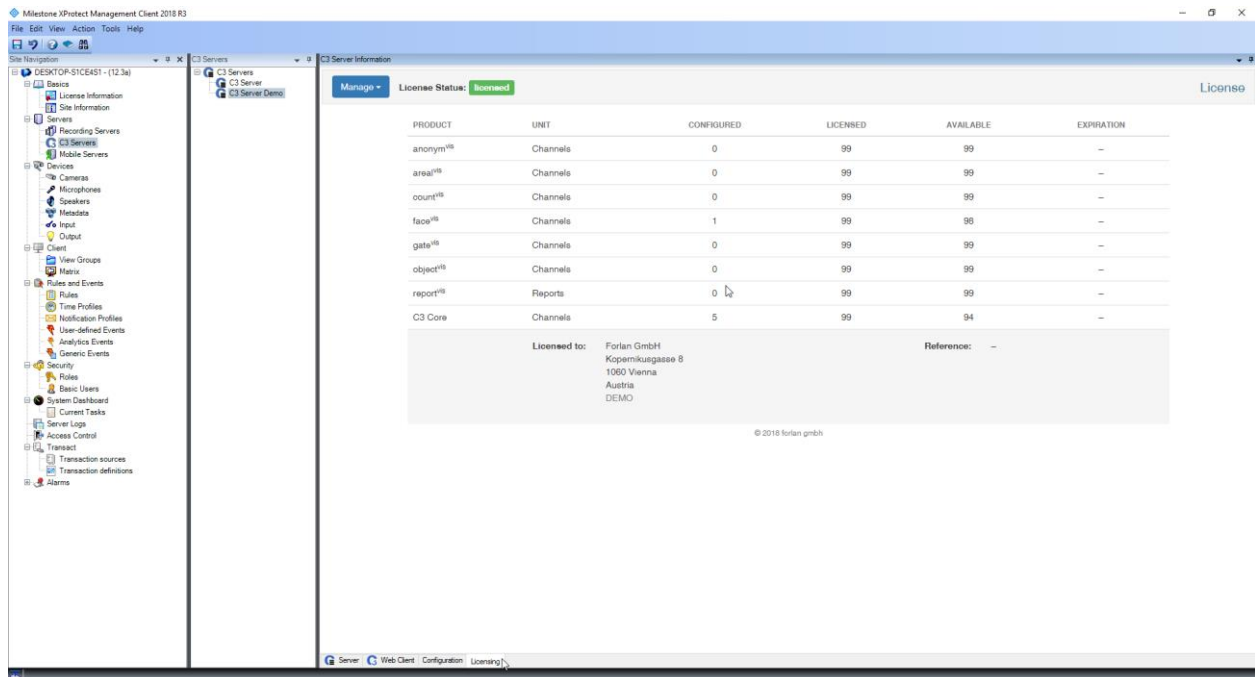 Milestone XProtect Management Client 2018 R3
File Edit View Action Tools Help
Site Navigation
DESKTOP-S1CE4S1 - (12.3a)
Basics
License Information
Site Information
Servers
Recording Servers
C3 Servers
Mobile Servers
Devices
Cameras
Microphones
Speakers
Metadata
Input
Output
Client
View Groups
Matrix
Rules and Events
Rules
Time Profiles
Notification Profiles
User-defined Events
Analytics Events
Generic Events
Security
Roles
Basic Users
System Dashboard
Current Tasks
Server Logs
Access Control
Transact
Transaction sources
Transaction definitions
Alarms
C3 Servers
C3 Servers
C3 Server
C3 Server Demo
C3 Server Information
Manage License Status: licensed License
PRODUCT UNIT CONFIGURED LICENSED AVAILABLE EXPIRATION
anonymvis Channels 0 99 99 –
arealvis Channels 0 99 99 –
countvis Channels 0 99 99 –
facevis Channels 1 99 98 –
gatevis Channels 0 99 99 –
objectvis Channels 0 99 99 –
reportvis Reports 0 99 99 –
C3 Core Channels 5 99 94 –
Licensed to: Forlan GmbH Reference: –
Kopernikusgasse 8
1060 Vienna
Austria
DEMO
© 2018 forlan gmbh
Server Web Client Configuration Licensing